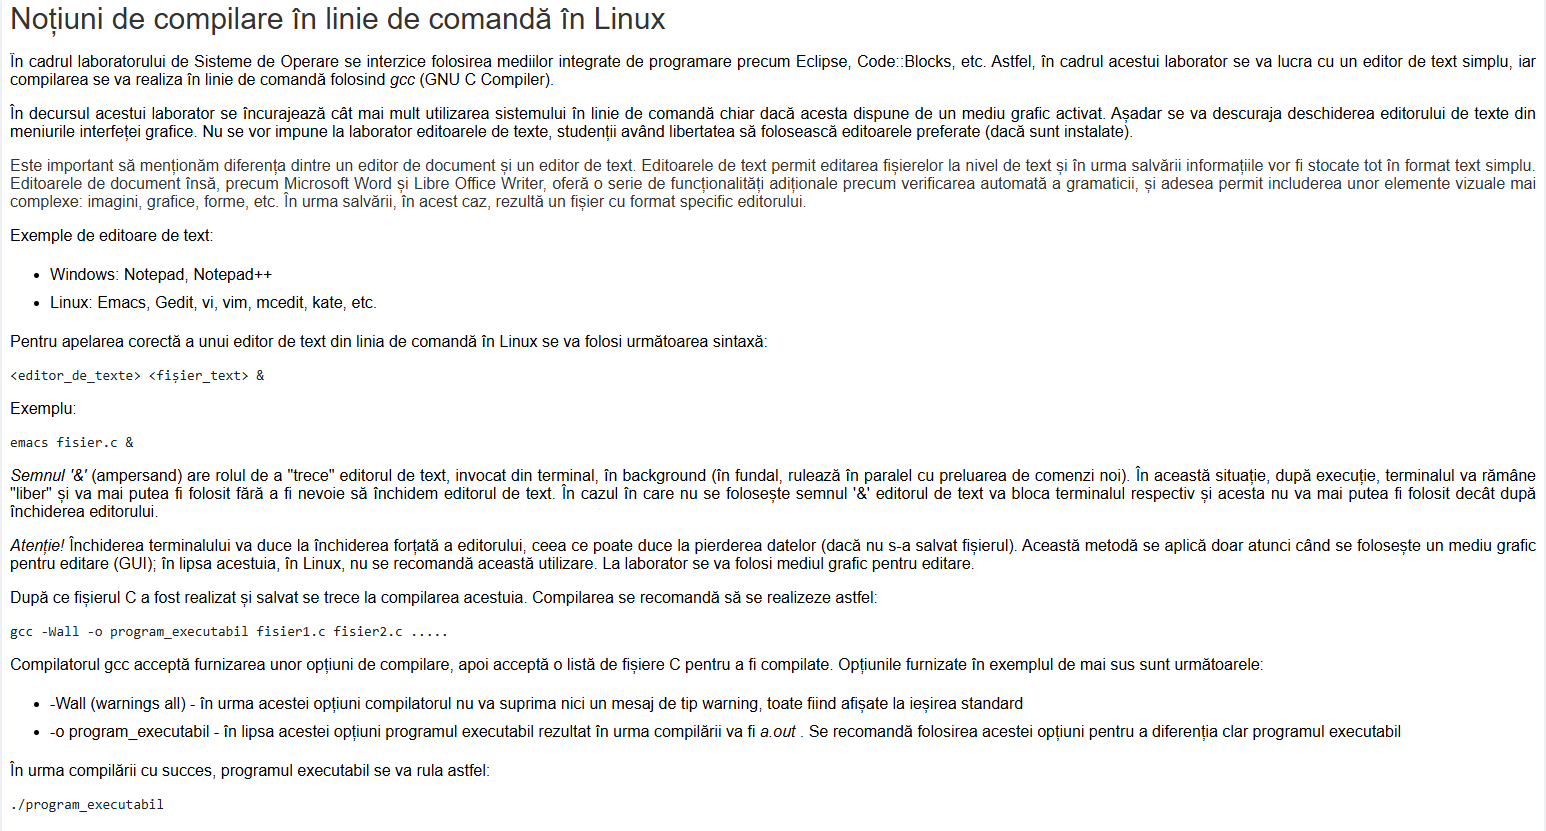 Noțiuni de compilare în linie de comandă în Linux
În cadrul laboratorului de Sisteme de Operare se interzice folosirea mediilor integrate de programare precum Eclipse, Code::Blocks, etc. Astfel, în cadrul acestui laborator se va lucra cu un editor de text simplu, iar
compilarea se va realiza în linie de comandă folosind gcc (GNU C Compiler).
În decursul acestui laborator se încurajează cât mai mult utilizarea sistemului în linie de comandă chiar dacă acesta dispune de un mediu grafic activat. Așadar se va descuraja deschiderea editorului de texte din
meniurile interfeței grafice. Nu se vor impune la laborator editoarele de texte, studenții având libertatea să folosească editoarele preferate (dacă sunt instalate).
Este important să menționăm diferența dintre un editor de document și un editor de text. Editoarele de text permit editarea fișierelor la nivel de text și în urma salvării informațiile vor fi stocate tot în format text simplu.
Editoarele de document însă, precum Microsoft Word și Libre Office Writer, oferă o serie de funcționalități adiționale precum verificarea automată a gramaticii, și adesea permit includerea unor elemente vizuale mai
complexe: imagini, grafice, forme, etc. În urma salvării, în acest caz, rezultă un fișier cu format specific editorului.
Exemple de editoare de text:
• Windows: Notepad, Notepad++
• Linux: Emacs, Gedit, vi, vim, mcedit, kate, etc.
Pentru apelarea corectă a unui editor de text din linia de comandă în Linux se va folosi următoarea sintaxă:
<editor_de_texte> <fișier_text> &
Exemplu:
emacs fisier.c &
Semnul '&' (ampersand) are rolul de a "trece" editorul de text, invocat din terminal, în background (în fundal, rulează în paralel cu preluarea de comenzi noi). În această situație, după execuție, terminalul va rămâne
"liber" și va mai putea fi folosit fără a fi nevoie să închidem editorul de text. În cazul în care nu se folosește semnul '&' editorul de text va bloca terminalul respectiv și acesta nu va mai putea fi folosit decât după
închiderea editorului.
Atenție! Închiderea terminalului va duce la închiderea forțată a editorului, ceea ce poate duce la pierderea datelor (dacă nu s-a salvat fișierul). Această metodă se aplică doar atunci când se folosește un mediu grafic
pentru editare (GUI); în lipsa acestuia, în Linux, nu se recomandă această utilizare. La laborator se va folosi mediul grafic pentru editare.
După ce fișierul C a fost realizat și salvat se trece la compilarea acestuia. Compilarea se recomandă să se realizeze astfel:
gcc -Wall -o program_executabil fisier1.c fisier2.c .....
Compilatorul gcc acceptă furnizarea unor opțiuni de compilare, apoi acceptă o listă de fișiere C pentru a fi compilate. Opțiunile furnizate în exemplul de mai sus sunt următoarele:
• -Wall (warnings all) - în urma acestei opțiuni compilatorul nu va suprima nici un mesaj de tip warning, toate fiind afișate la ieșirea standard
• -o program_executabil - în lipsa acestei opțiuni programul executabil rezultat în urma compilării va fi a.out . Se recomandă folosirea acestei opțiuni pentru a diferenția clar programul executabil
În urma compilării cu succes, programul executabil se va rula astfel:
./program_executabil